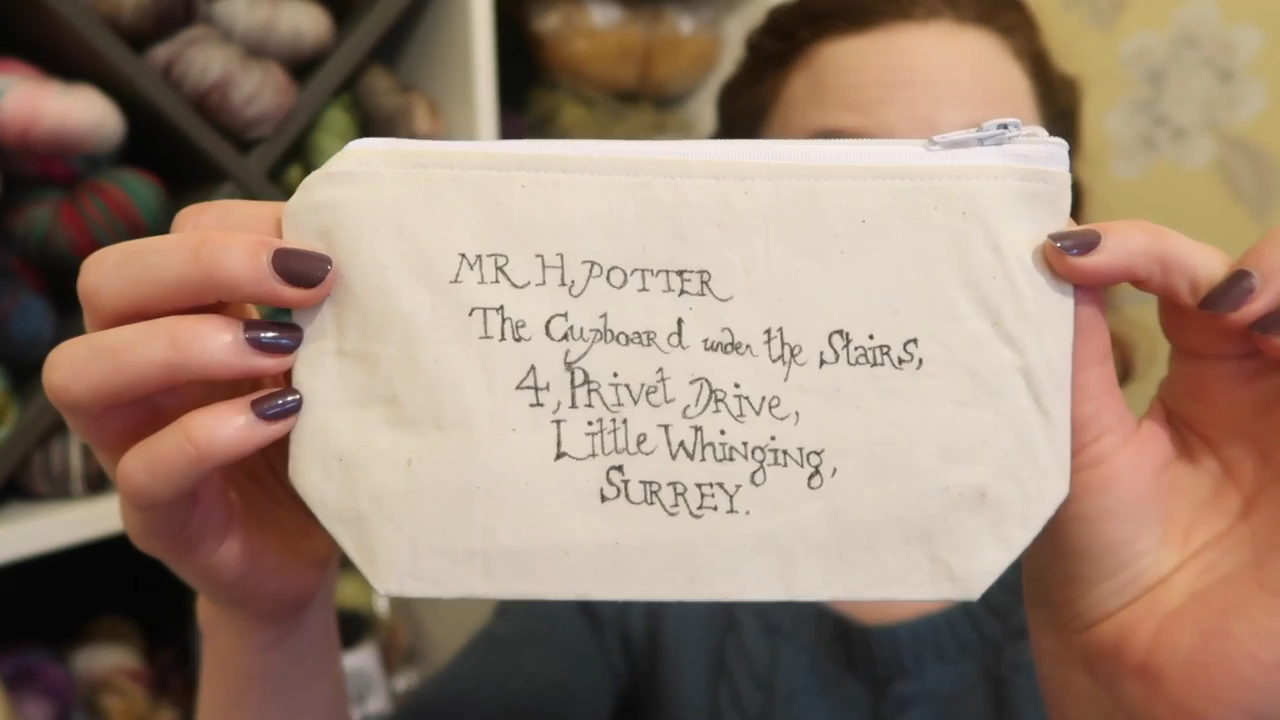 MR H. POTTER
The Cupboard under the Stairs,
4, Privet Drive,
Little Whinging,
SURREY.